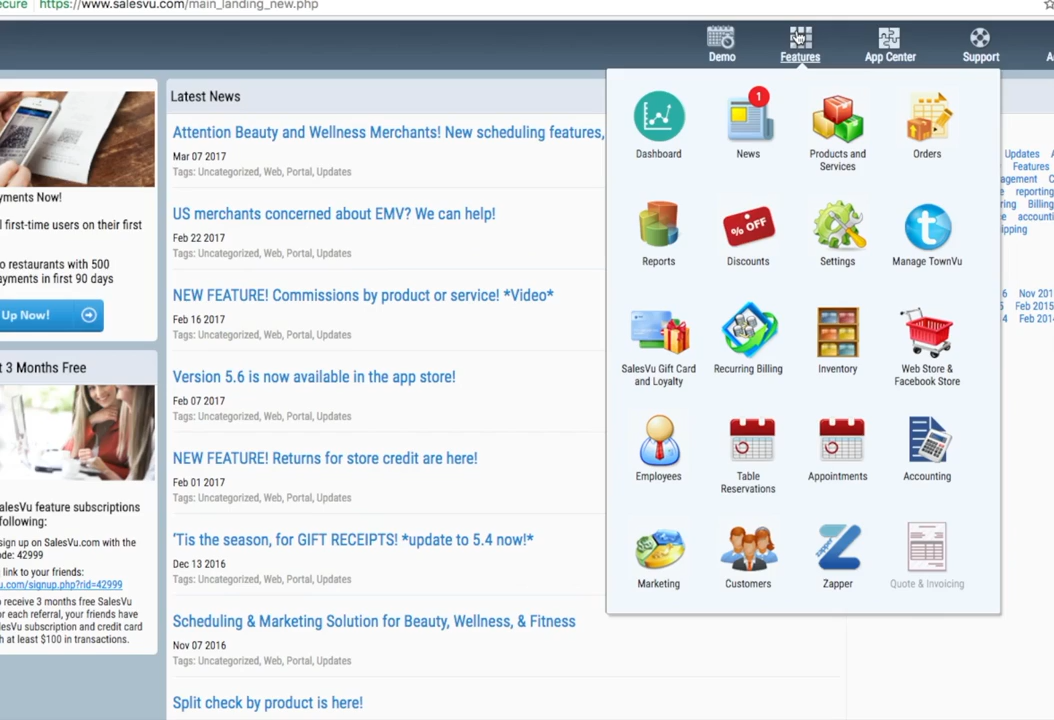 https://www.salesvu.com/main_landing_new.php
Demo
Features
App Center
Support
yments Now!
l first-time users on their first
o restaurants with 500
ayments in first 90 days
Up Now!
t 3 Months Free
alesVu feature subscriptions
following:
sign up on SalesVu.com with the
ode: 42999
link to your friends:
u.com/signup.php?rid=42999
receive 3 months free SalesVu
or each referral, your friends have
lesVu subscription and credit card
h at least $100 in transactions.
Latest News
Attention Beauty and Wellness Merchants! New scheduling features,
Mar 07 2017
Tags: Uncategorized, Web, Portal, Updates
US merchants concerned about EMV? We can help!
Feb 22 2017
Tags: Uncategorized, Web, Portal, Updates
NEW FEATURE! Commissions by product or service! *Video*
Feb 16 2017
Tags: Uncategorized, Web, Portal, Updates
Version 5.6 is now available in the app store!
Feb 07 2017
Tags: Uncategorized, Web, Portal, Updates
NEW FEATURE! Returns for store credit are here!
Feb 01 2017
Tags: Uncategorized, Web, Portal, Updates
'Tis the season, for GIFT RECEIPTS! *update to 5.4 now!*
Dec 13 2016
Tags: Uncategorized, Web, Portal, Updates
Scheduling & Marketing Solution for Beauty, Wellness, & Fitness
Nov 07 2016
Tags: Uncategorized, Web, Portal, Updates
Split check by product is here!
1
Dashboard
News
Products and
Services
Orders
% OFF
Reports
Discounts
Settings
Manage TownVu
SalesVu Gift Card
and Loyalty
Recurring Billing
Inventory
Web Store &
Facebook Store
Employees
Table
Reservations
Appointments
Accounting
zapper
Marketing
Customers
Zapper
Quote & Invoicing
Updates
Features
agement
reporting
ring Billing
accounti
ipping
6 Nov 201
Feb 2015
4 Feb 2014